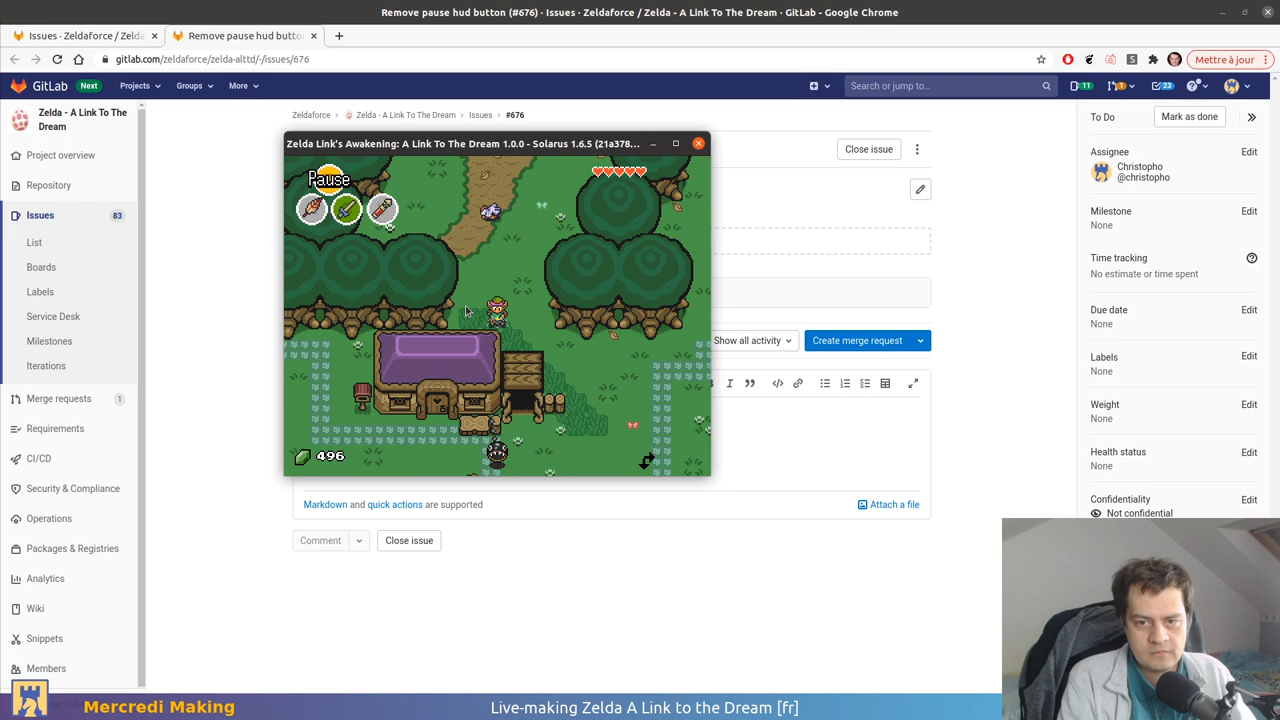 Remove pause hud button (#676) · Issues · Zeldaforce / Zelda - A Link To The Dream · GitLab - Google Chrome
Issues · Zeldaforce / Zelda
Remove pause hud butto
gitlab.com/zeldaforce/zelda-alttd/-/issues/676
Mettre à jour
GitLab
Next
Projects
Groups
More
Search or jump to...
11
1
23
Zelda - A Link To The Dream
Project overview
Repository
Issues
83
List
Boards
Labels
Service Desk
Milestones
Iterations
Merge requests
1
Requirements
CI/CD
Security & Compliance
Operations
Packages & Registries
Analytics
Wiki
Snippets
Members
Zeldaforce
Zelda - A Link To The Dream
Issues
#676
Close issue
Zelda Link's Awakening: A Link To The Dream 1.0.0 - Solarus 1.6.5 (21a378...
Pause
496
Show all activity
Create merge request
Markdown and quick actions are supported
Attach a file
Comment
Close issue
To Do
Mark as done
Assignee
Edit
Christopho
@christopho
Milestone
Edit
None
Time tracking
No estimate or time spent
Due date
Edit
None
Labels
Edit
None
Weight
Edit
None
Health status
Edit
None
Confidentiality
Edit
Not confidential
Mercredi Making
Live-making Zelda A Link to the Dream [fr]